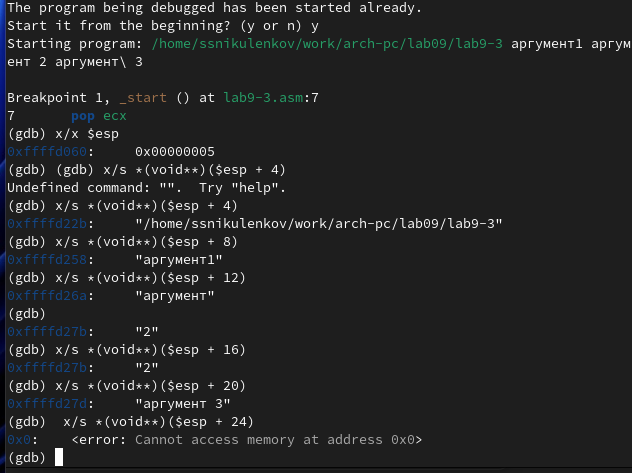 The program being debugged has been started already.
Start it from the beginning? (y or n) y
Starting program: /home/ssnikulenkov/work/arch-pc/lab09/lab9-3 аргумент1 аргум
ент 2 аргумент\ 3
Breakpoint 1, _start () at lab9-3.asm:7
7       pop ecx
(gdb) x/x $esp
0xffffd060:     0x00000005
(gdb) (gdb) x/s *(void**)($esp + 4)
Undefined command: "".  Try "help".
(gdb) x/s *(void**)($esp + 4)
0xffffd22b:     "/home/ssnikulenkov/work/arch-pc/lab09/lab9-3"
(gdb) x/s *(void**)($esp + 8)
0xffffd258:     "аргумент1"
(gdb) x/s *(void**)($esp + 12)
0xffffd26a:     "аргумент"
(gdb)
0xffffd27b:     "2"
(gdb) x/s *(void**)($esp + 16)
0xffffd27b:     "2"
(gdb) x/s *(void**)($esp + 20)
0xffffd27d:     "аргумент 3"
(gdb)  x/s *(void**)($esp + 24)
0x0:    <error: Cannot access memory at address 0x0>
(gdb)